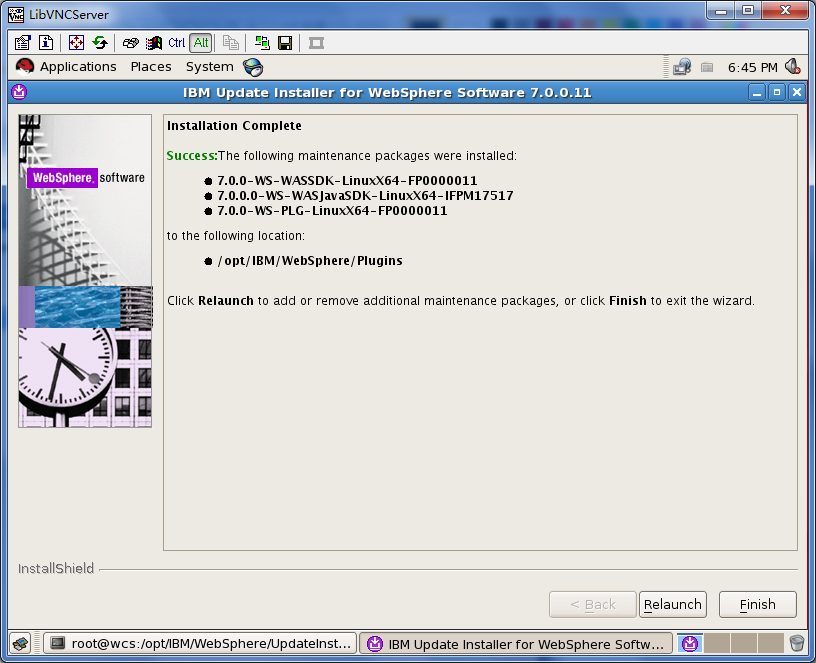 LibVNCServer
Ctrl Alt
Applications Places System 6:45 PM
IBM Update Installer for WebSphere Software 7.0.0.11
WebSphere. software
Installation Complete
Success:The following maintenance packages were installed:
7.0.0-WS-WASSDK-LinuxX64-FP0000011
7.0.0.0-WS-WASJavaSDK-LinuxX64-IFPM17517
7.0.0-WS-PLG-LinuxX64-FP0000011
to the following location:
/opt/IBM/WebSphere/Plugins
Click Relaunch to add or remove additional maintenance packages, or click Finish to exit the wizard.
InstallShield
< Back Relaunch Finish
root@wcs:/opt/IBM/WebSphere/UpdateInst... IBM Update Installer for WebSphere Softw...